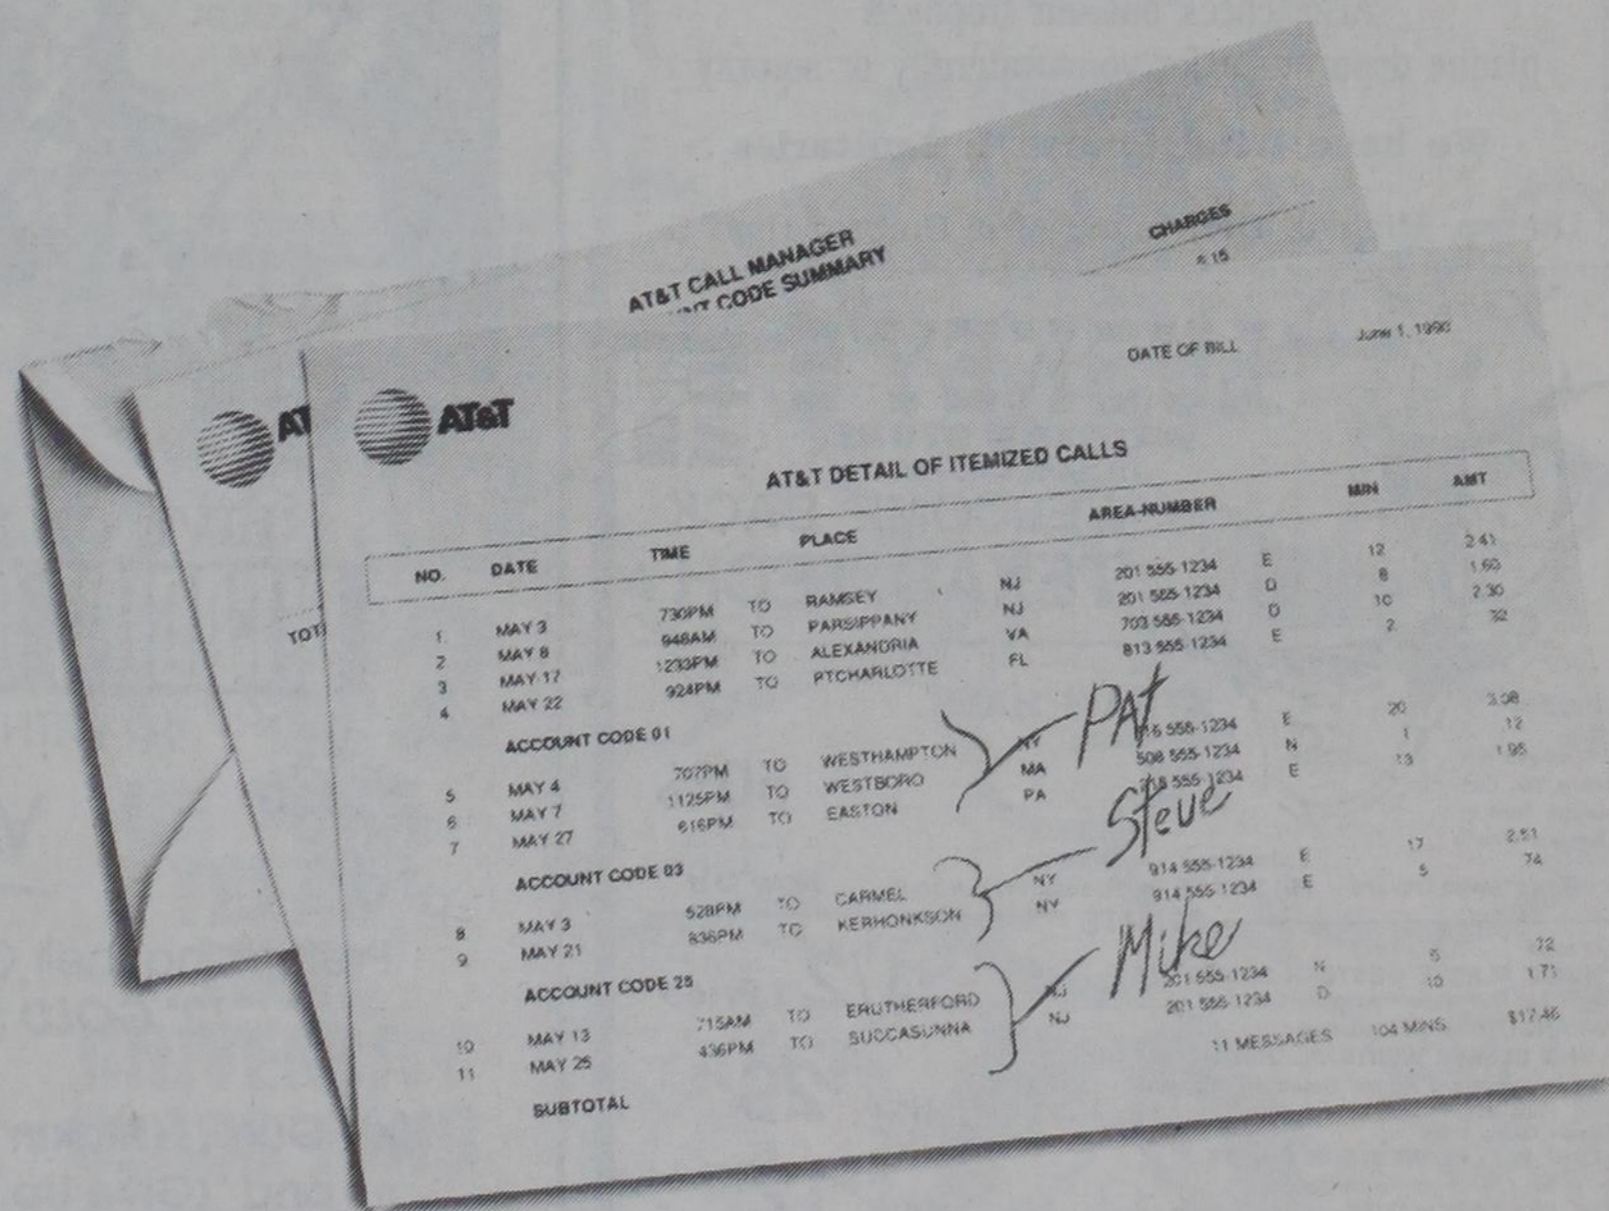 AT&T CALL MANAGER
NT CODE SUMMARY
CHARGES
DATE OF BILL June 1, 1990
AT
AT&T
AT&T DETAIL OF ITEMIZED CALLS
NO. DATE TIME PLACE AREA-NUMBER MIN AMT
TOT
1 MAY 3 730PM TO RAMSEY NJ 201 555-1234 E 12 2.41
2 MAY 8 948AM TO PARSIPPANY NJ 201 555-1234 D 8 1.60
3 MAY 17 1233PM TO ALEXANDRIA VA 703 555-1234 D 10 2.30
4 MAY 22 924PM TO PTCHARLOTTE FL 813 555-1234 E 2 32
ACCOUNT CODE 01
PAT
5 MAY 4 707PM TO WESTHAMPTON NY 16 555-1234 E 20 3.08
6 MAY 7 1125PM TO WESTBORO MA 508 555-1234 N 1 12
7 MAY 27 616PM TO EASTON PA 555-1234 E 13 1.95
ACCOUNT CODE 03
Steve
8 MAY 3 528PM TO CARMEL NY 914 555-1234 E 17 2.51
9 MAY 21 836PM TO KERHONKSON NY 914 555-1234 E 5 74
ACCOUNT CODE 25
Mike
10 MAY 13 715AM TO ERUTHERFORD NJ 201 555-1234 N 72
11 MAY 25 436PM TO SUCCASUNNA NJ 201 555-1234 D 10 1.71
SUBTOTAL 11 MESSAGES 104 MINS $17.46